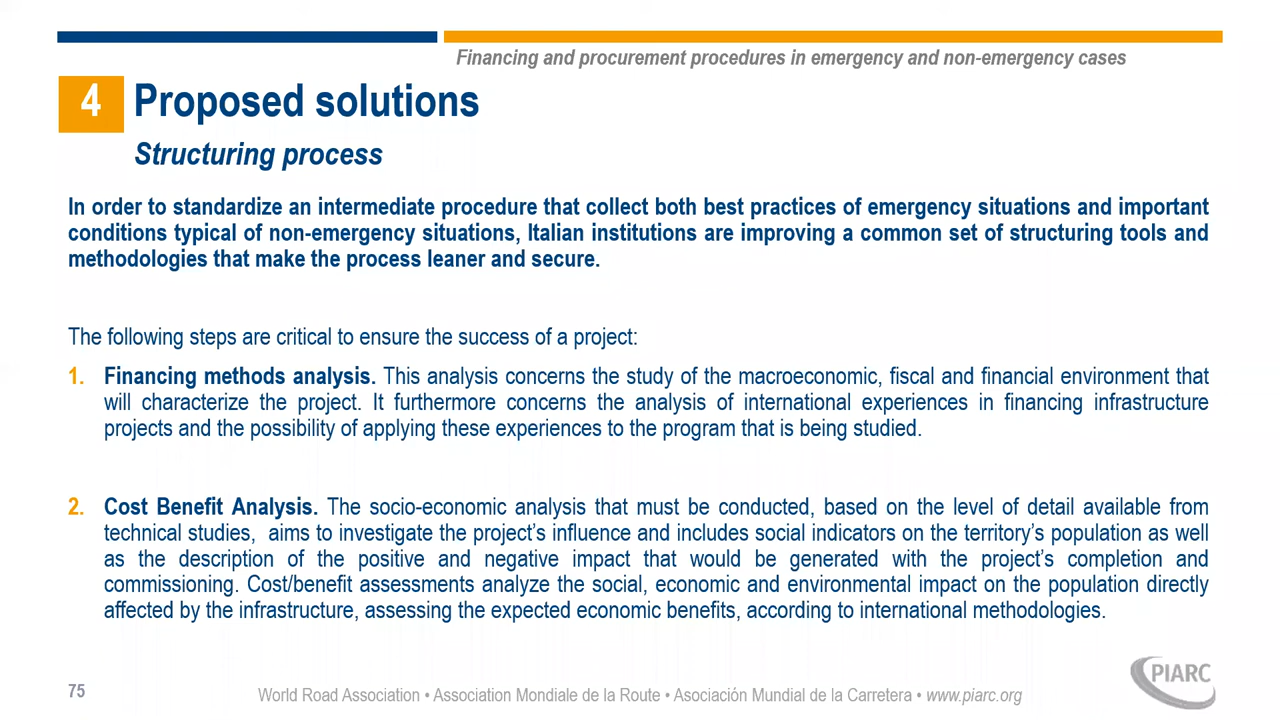 Financing and procurement procedures in emergency and non-emergency cases
4 Proposed solutions
Structuring process
In order to standardize an intermediate procedure that collect both best practices of emergency situations and important
conditions typical of non-emergency situations, Italian institutions are improving a common set of structuring tools and
methodologies that make the process leaner and secure.
The following steps are critical to ensure the success of a project:
1. Financing methods analysis. This analysis concerns the study of the macroeconomic, fiscal and financial environment that
will characterize the project. It furthermore concerns the analysis of international experiences in financing infrastructure
projects and the possibility of applying these experiences to the program that is being studied.
2. Cost Benefit Analysis. The socio-economic analysis that must be conducted, based on the level of detail available from
technical studies, aims to investigate the project's influence and includes social indicators on the territory's population as well
as the description of the positive and negative impact that would be generated with the project's completion and
commissioning. Cost/benefit assessments analyze the social, economic and environmental impact on the population directly
affected by the infrastructure, assessing the expected economic benefits, according to international methodologies.
75
World Road Association • Association Mondiale de la Route • Asociación Mundial de la Carretera • www.piarc.org
PIARC